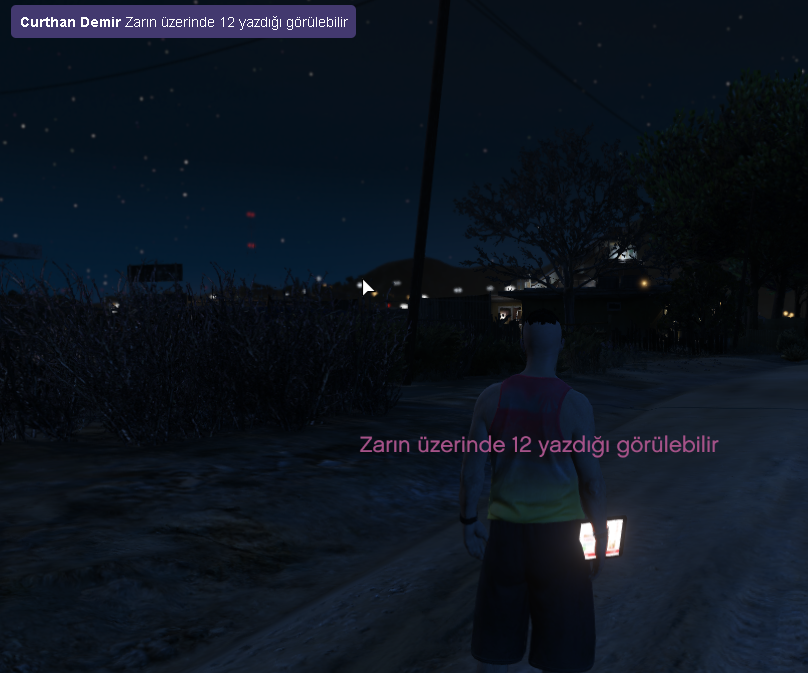 Curthan Demir Zarın üzerinde 12 yazdığı görülebilir
Zarın üzerinde 12 yazdığı görülebilir